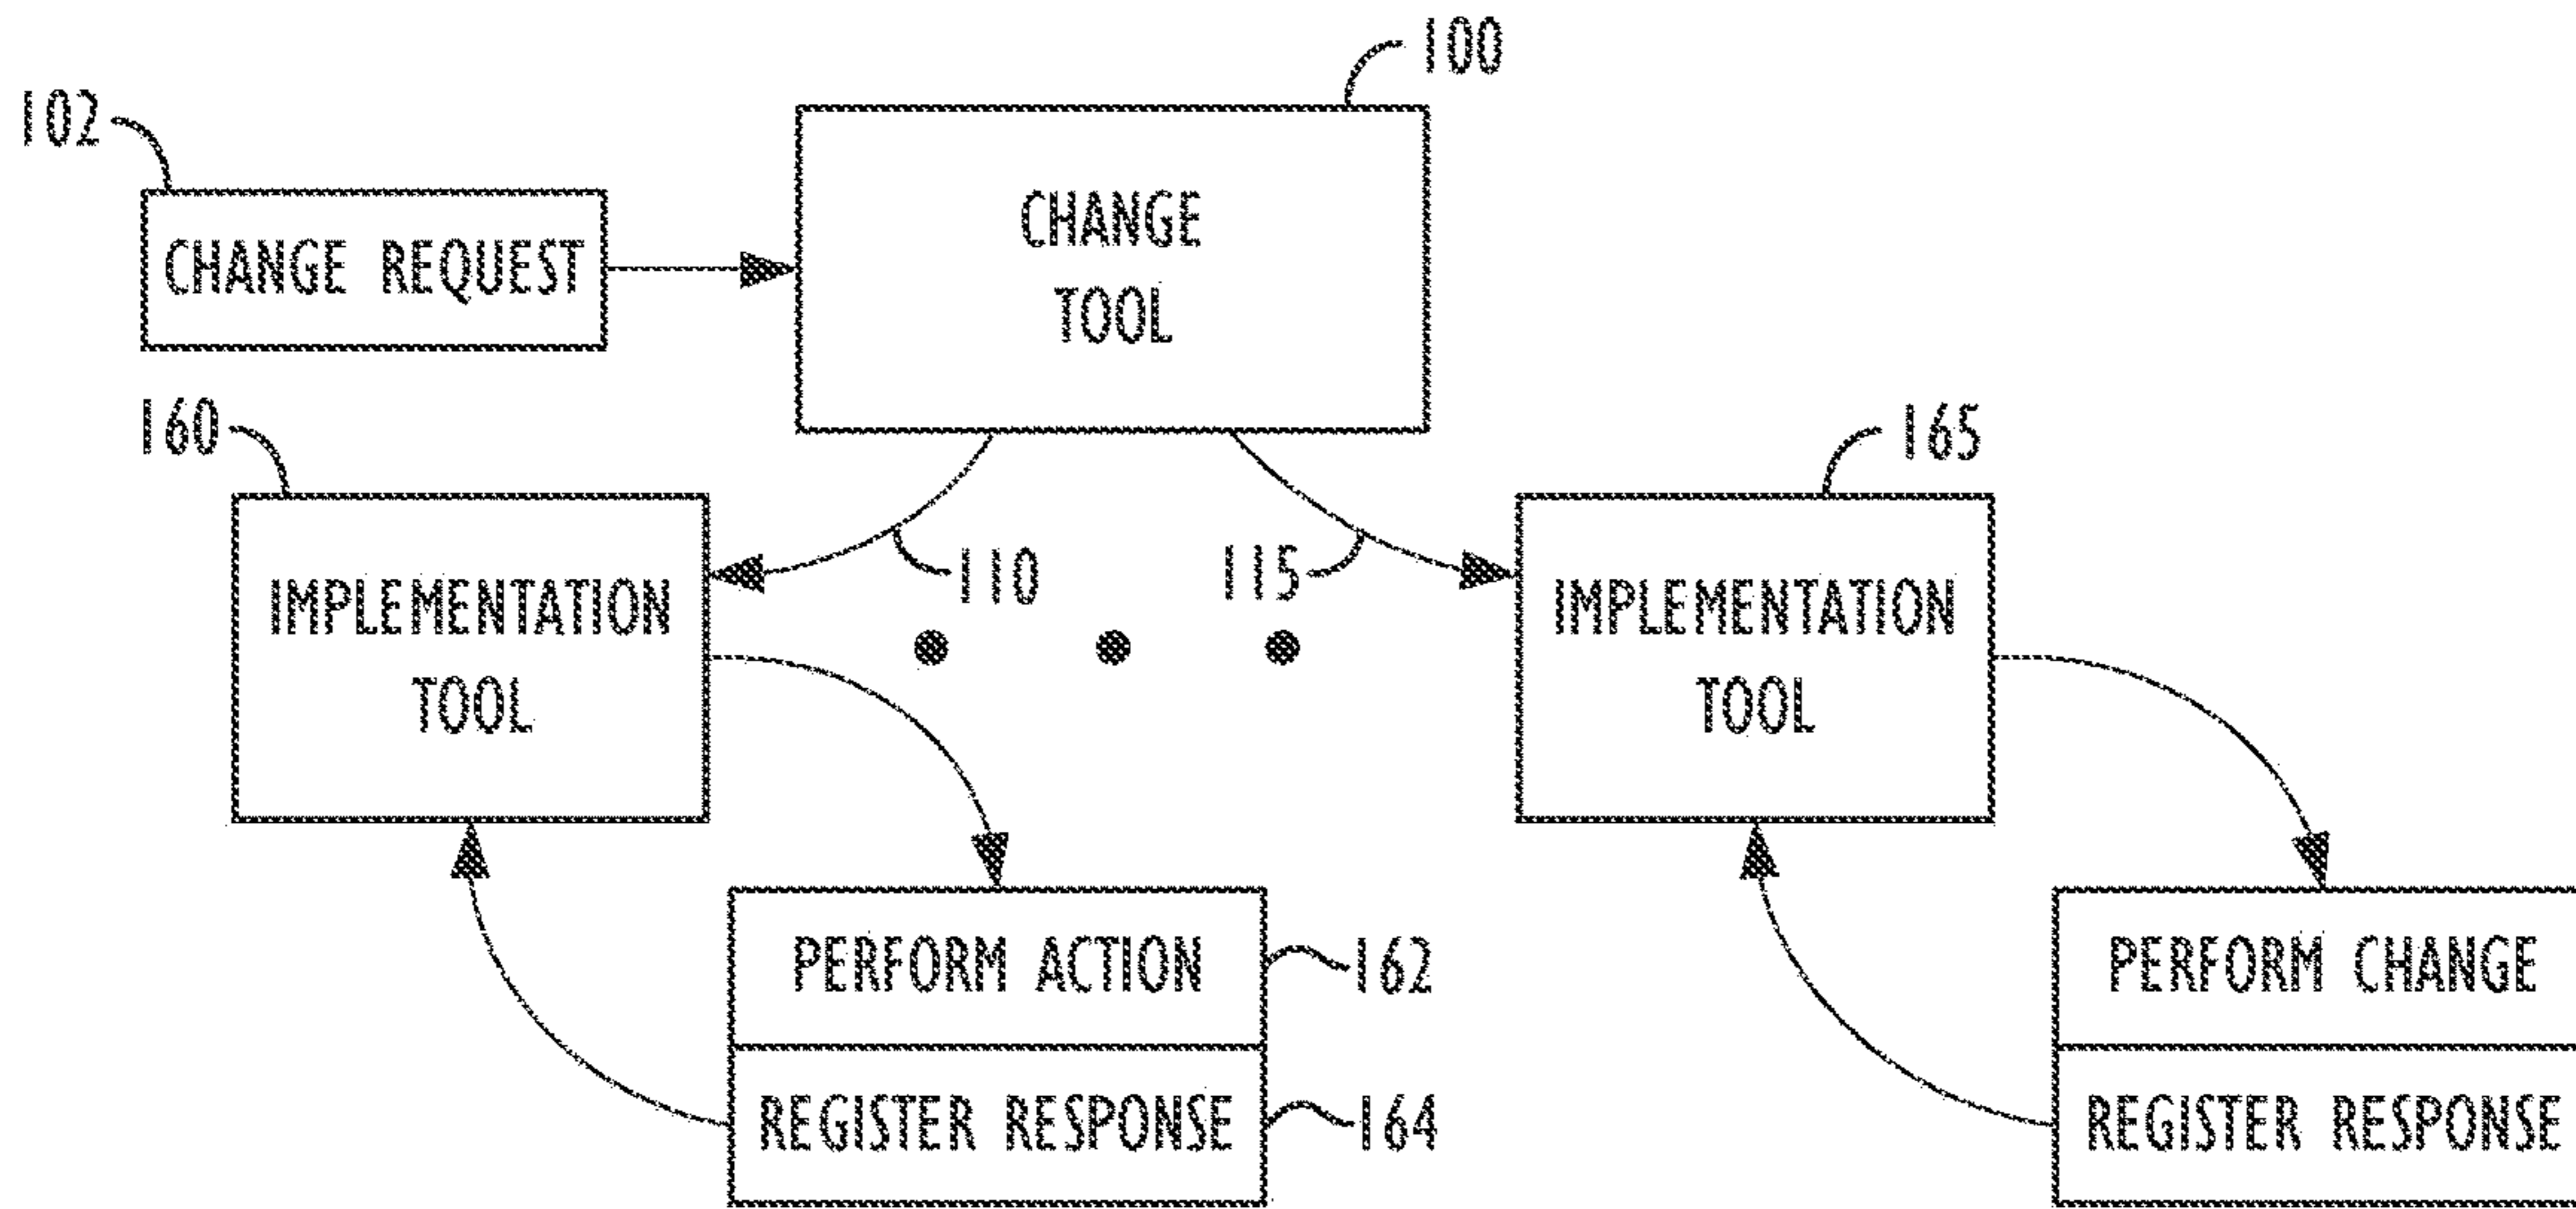 100
102
CHANGE REQUEST
CHANGE
TOOL
160
165
110
115
IMPLEMENTATION
TOOL
IMPLEMENTATION
TOOL
PERFORM ACTION
162
REGISTER RESPONSE
164
PERFORM CHANGE
REGISTER RESPONSE